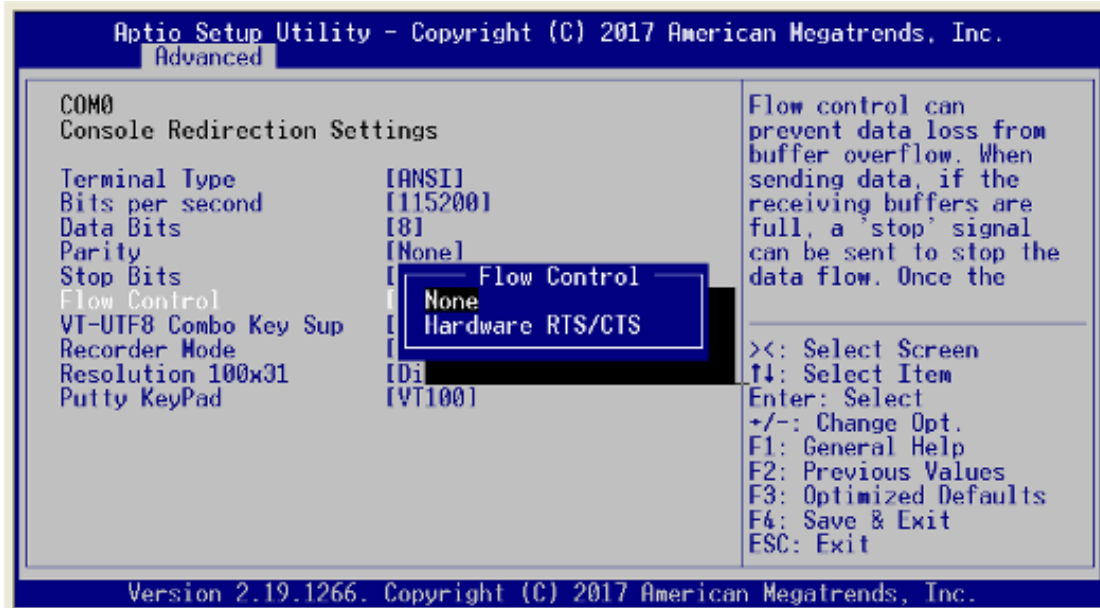 Aptio Setup Utility - Copyright (C) 2017 American Megatrends, Inc.
Advanced
COM0
Console Redirection Settings
Terminal Type [ANSI]
Bits per second [115200]
Data Bits [8]
Parity [None]
Stop Bits [
Flow Control [
VT-UTF8 Combo Key Sup [
Recorder Mode [
Resolution 100x31 [Di
Putty KeyPad [VT100]
Flow Control
None
Hardware RTS/CTS
Flow control can
prevent data loss from
buffer overflow. When
sending data, if the
receiving buffers are
full, a 'stop' signal
can be sent to stop the
data flow. Once the
><: Select Screen
↑↓: Select Item
Enter: Select
+/-: Change Opt.
F1: General Help
F2: Previous Values
F3: Optimized Defaults
F4: Save & Exit
ESC: Exit
Version 2.19.1266. Copyright (C) 2017 American Megatrends, Inc.